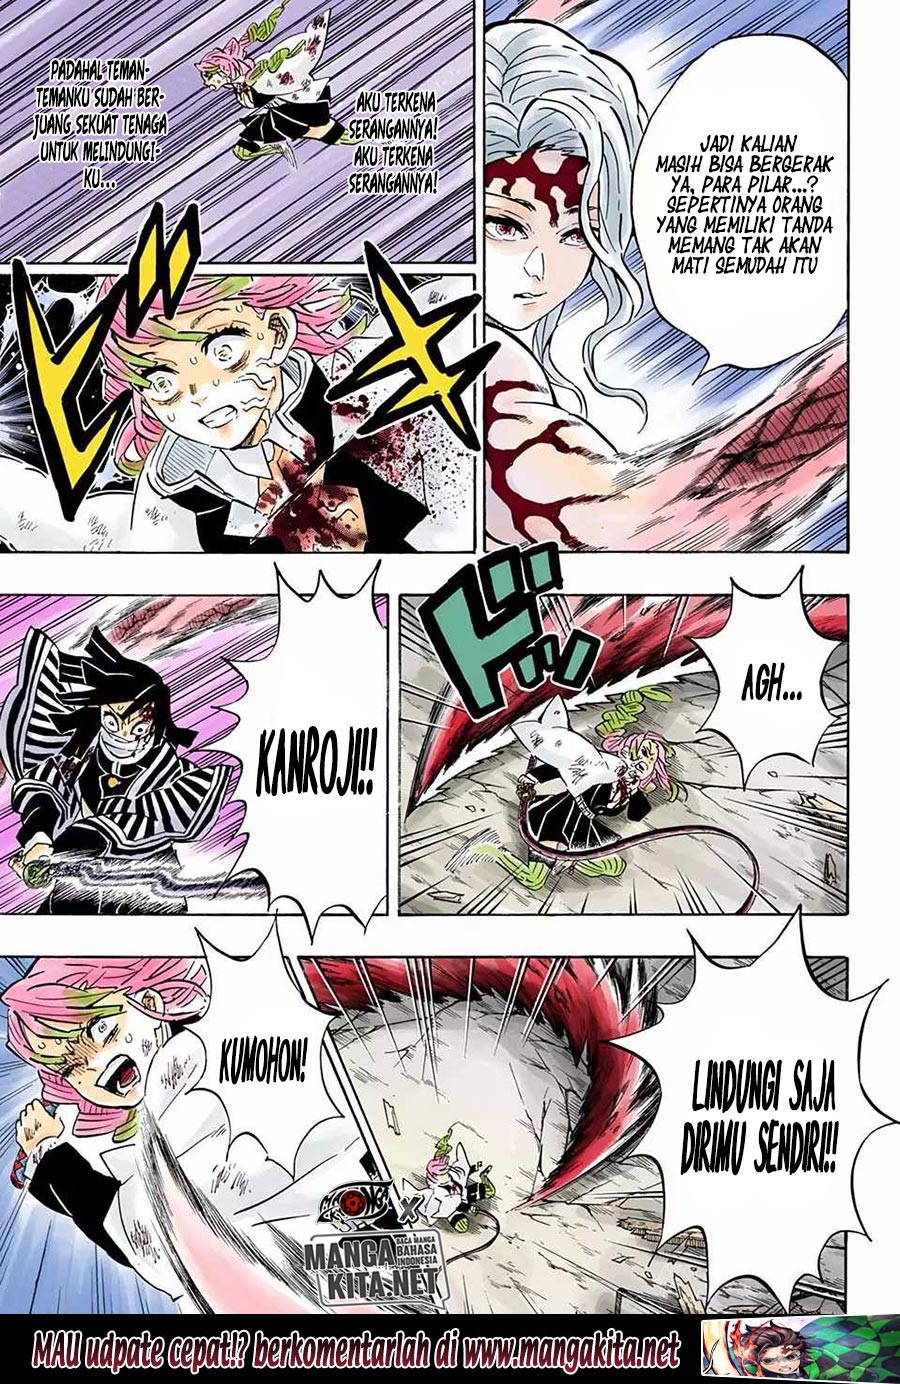 JADI KALIAN
MASIH BISA BERGERAK
YA, PARA PILAR...?
SEPERTINYA ORANG
YANG MEMILIKI TANDA
MEMANG TAK AKAN
MATI SEMUDAH ITU
AKU TERKENA
SERANGANNYA!
AKU TERKENA
SERANGANNYA!
PADAHAL TEMAN-
TEMANKU SUDAH BER-
JUANG SEKUAT TENAGA
UNTUK MELINDUNGI-
KU...
ビッ
AGH...
ド
KANROJI!!
LINDUNGI SAJA
DIRIMU SENDIRI!!
KUMOHON!
X
MANGA
KITA.NET
BACA MANGA
BAHASA
INDONESIA
MAU udpate cepat!? berkomentarlah di www.mangakita.net